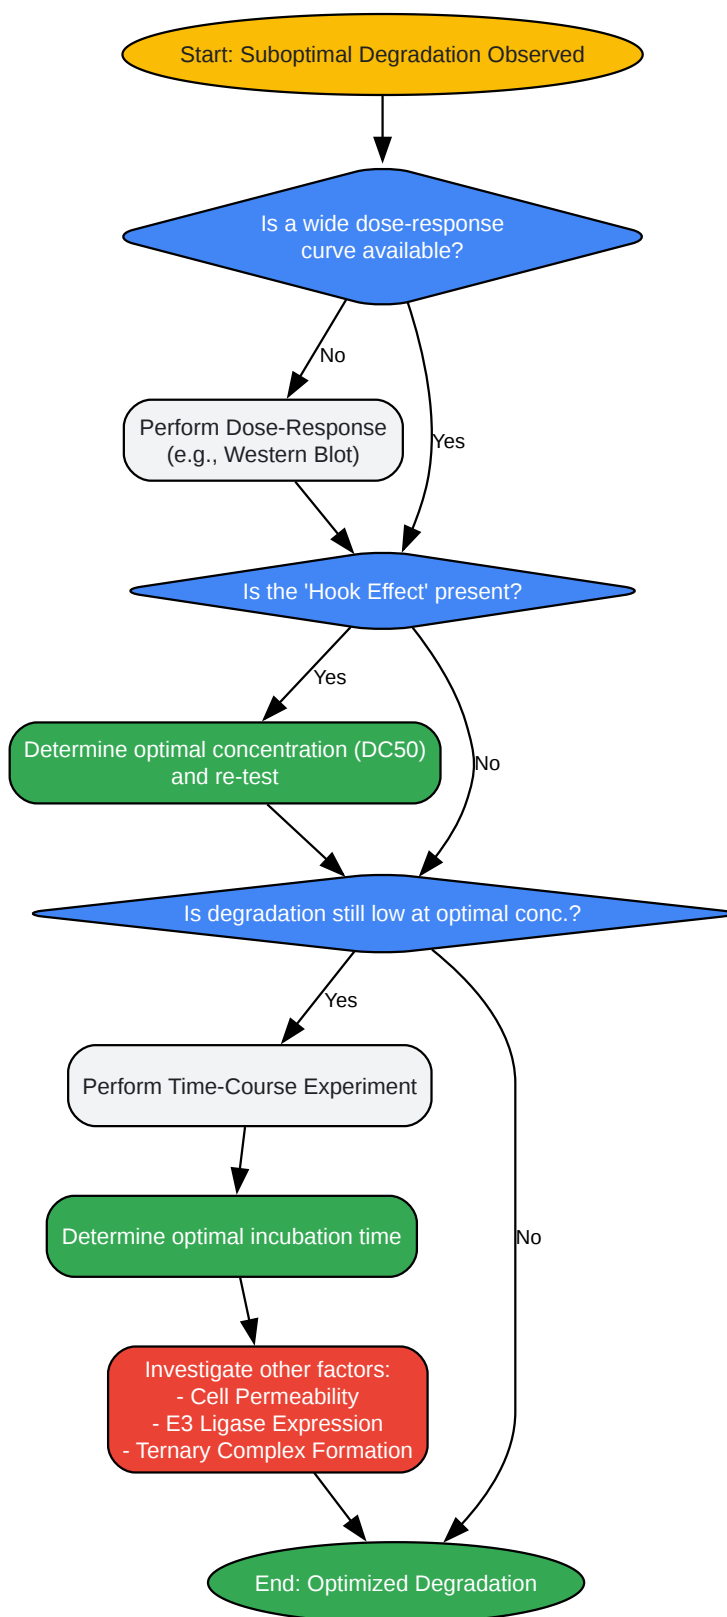 Start: Suboptimal Degradation Observed
Is a wide dose-response
curve available?
No
Perform Dose-Response
(e.g., Western Blot)
Yes
Is the 'Hook Effect' present?
Yes
Determine optimal concentration (DC50)
and re-test
No
Is degradation still low at optimal conc.?
Yes
Perform Time-Course Experiment
Determine optimal incubation time
No
Investigate other factors:
- Cell Permeability
- E3 Ligase Expression
- Ternary Complex Formation
End: Optimized Degradation